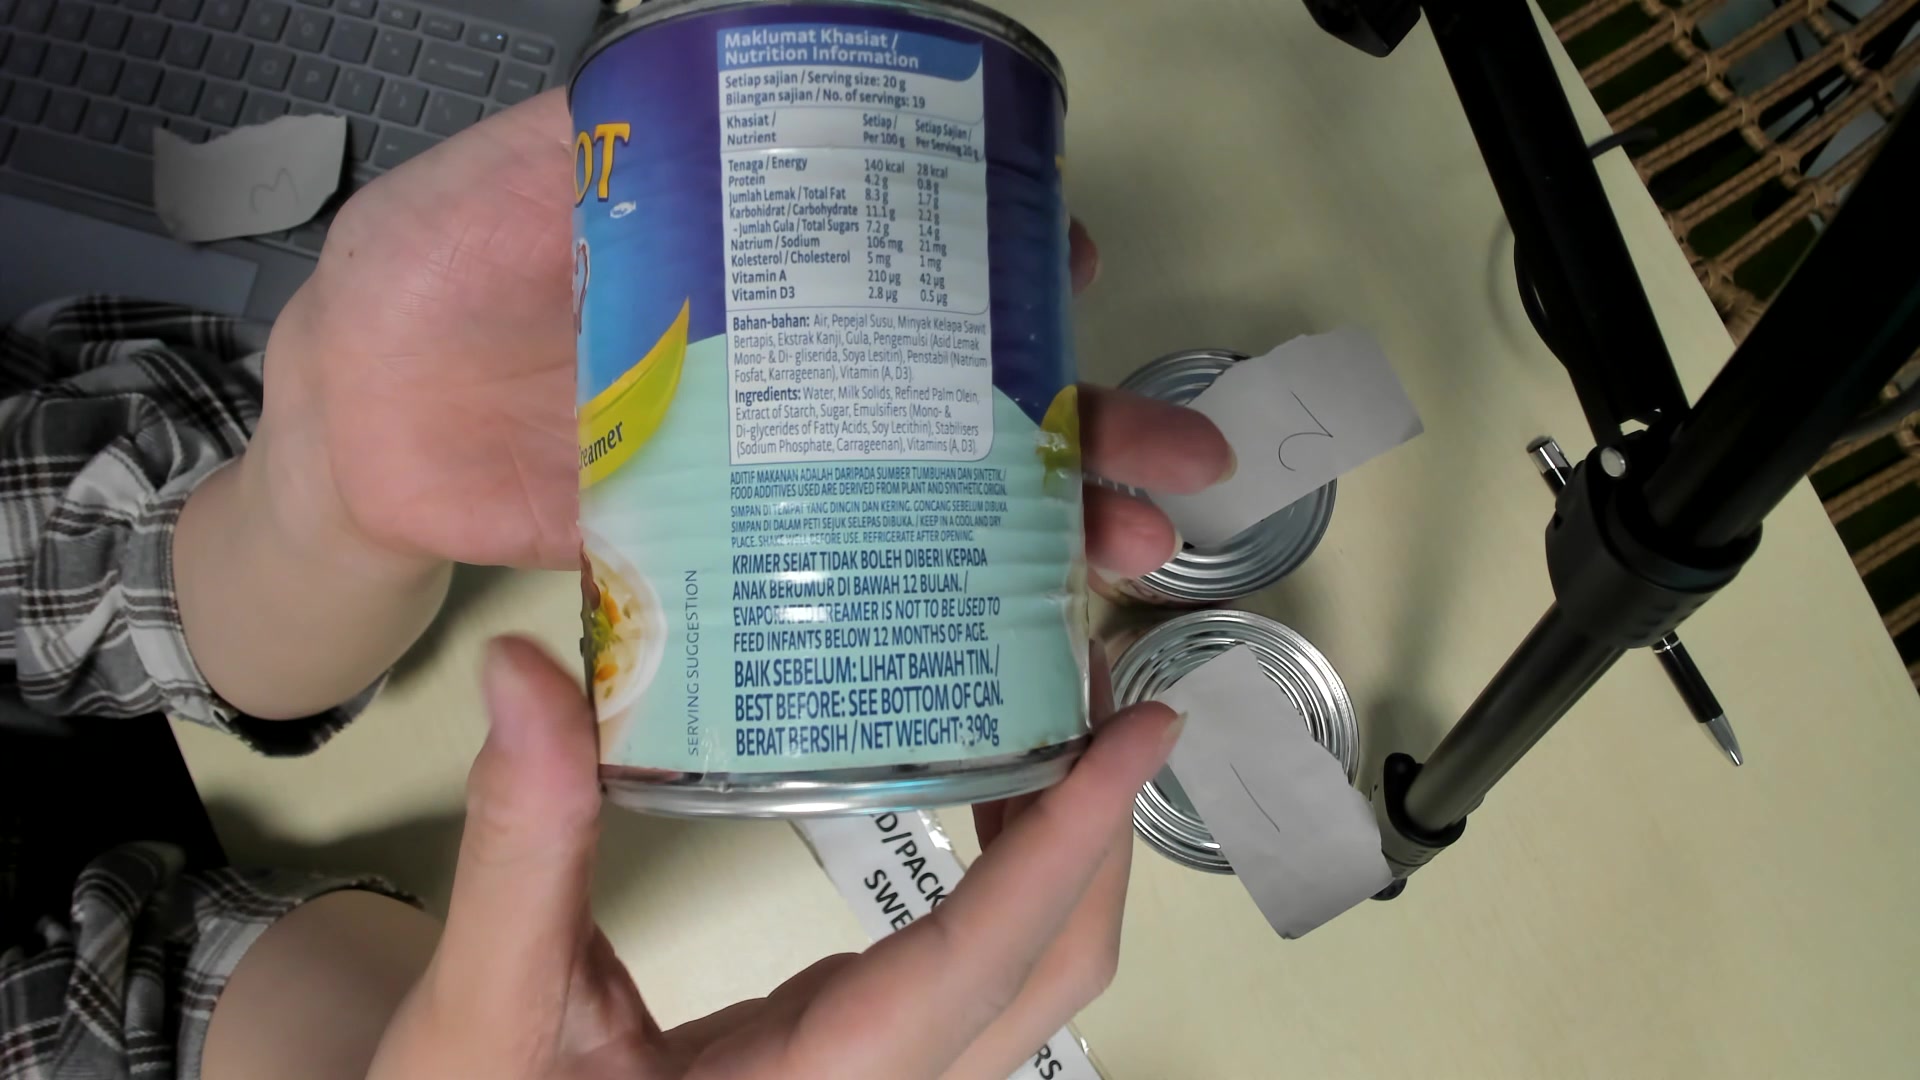 OT
Creamer
Maklumat Khasiat /
Nutrition Information
Setiap sajian / Serving size: 20 g
Bilangan sajian / No. of servings: 19
Khasiat / Nutrient Setiap / Per 100 g Setiap Sajian / Per Serving 20 g
Tenaga / Energy 140 kcal 28 kcal
Protein 4.2 g 0.8 g
Jumlah Lemak / Total Fat 8.3 g 1.7 g
Karbohidrat / Carbohydrate 11.1 g 2.2 g
- Jumlah Gula / Total Sugars 7.2 g 1.4 g
Natrium / Sodium 106 mg 21 mg
Kolesterol / Cholesterol 5 mg 1 mg
Vitamin A 210 µg 42 µg
Vitamin D3 2.8 µg 0.5 µg
Bahan-bahan: Air, Pepejal Susu, Minyak Kelapa Sawit
Bertapis, Ekstrak Kanji, Gula, Pengemulsi (Asid Lemak
Mono- & Di- gliserida, Soya Lesitin), Penstabil (Natrium
Fosfat, Karrageenan), Vitamin (A, D3).
Ingredients: Water, Milk Solids, Refined Palm Olein,
Extract of Starch, Sugar, Emulsifiers (Mono- &
Di-glycerides of Fatty Acids, Soy Lecithin), Stabilisers
(Sodium Phosphate, Carrageenan), Vitamins (A, D3).
ADITIF MAKANAN ADALAH DARIPADA SUMBER TUMBUHAN DAN SINTETIK. /
FOOD ADDITIVES USED ARE DERIVED FROM PLANT AND SYNTHETIC ORIGIN.
SIMPAN DI TEMPAT YANG DINGIN DAN KERING. GONCANG SEBELUM DIBUKA.
SIMPAN DI DALAM PETI SEJUK SELEPAS DIBUKA. / KEEP IN A COOL AND DRY
PLACE. SHAKE WELL BEFORE USE. REFRIGERATE AFTER OPENING.
KRIMER SEJAT TIDAK BOLEH DIBERI KEPADA
ANAK BERUMUR DI BAWAH 12 BULAN. /
EVAPORATED CREAMER IS NOT TO BE USED TO
FEED INFANTS BELOW 12 MONTHS OF AGE.
BAIK SEBELUM: LIHAT BAWAH TIN. /
BEST BEFORE: SEE BOTTOM OF CAN.
BERAT BERSIH / NET WEIGHT: 390g
SERVING SUGGESTION
3
2
1
D/PACK
SWE
RS